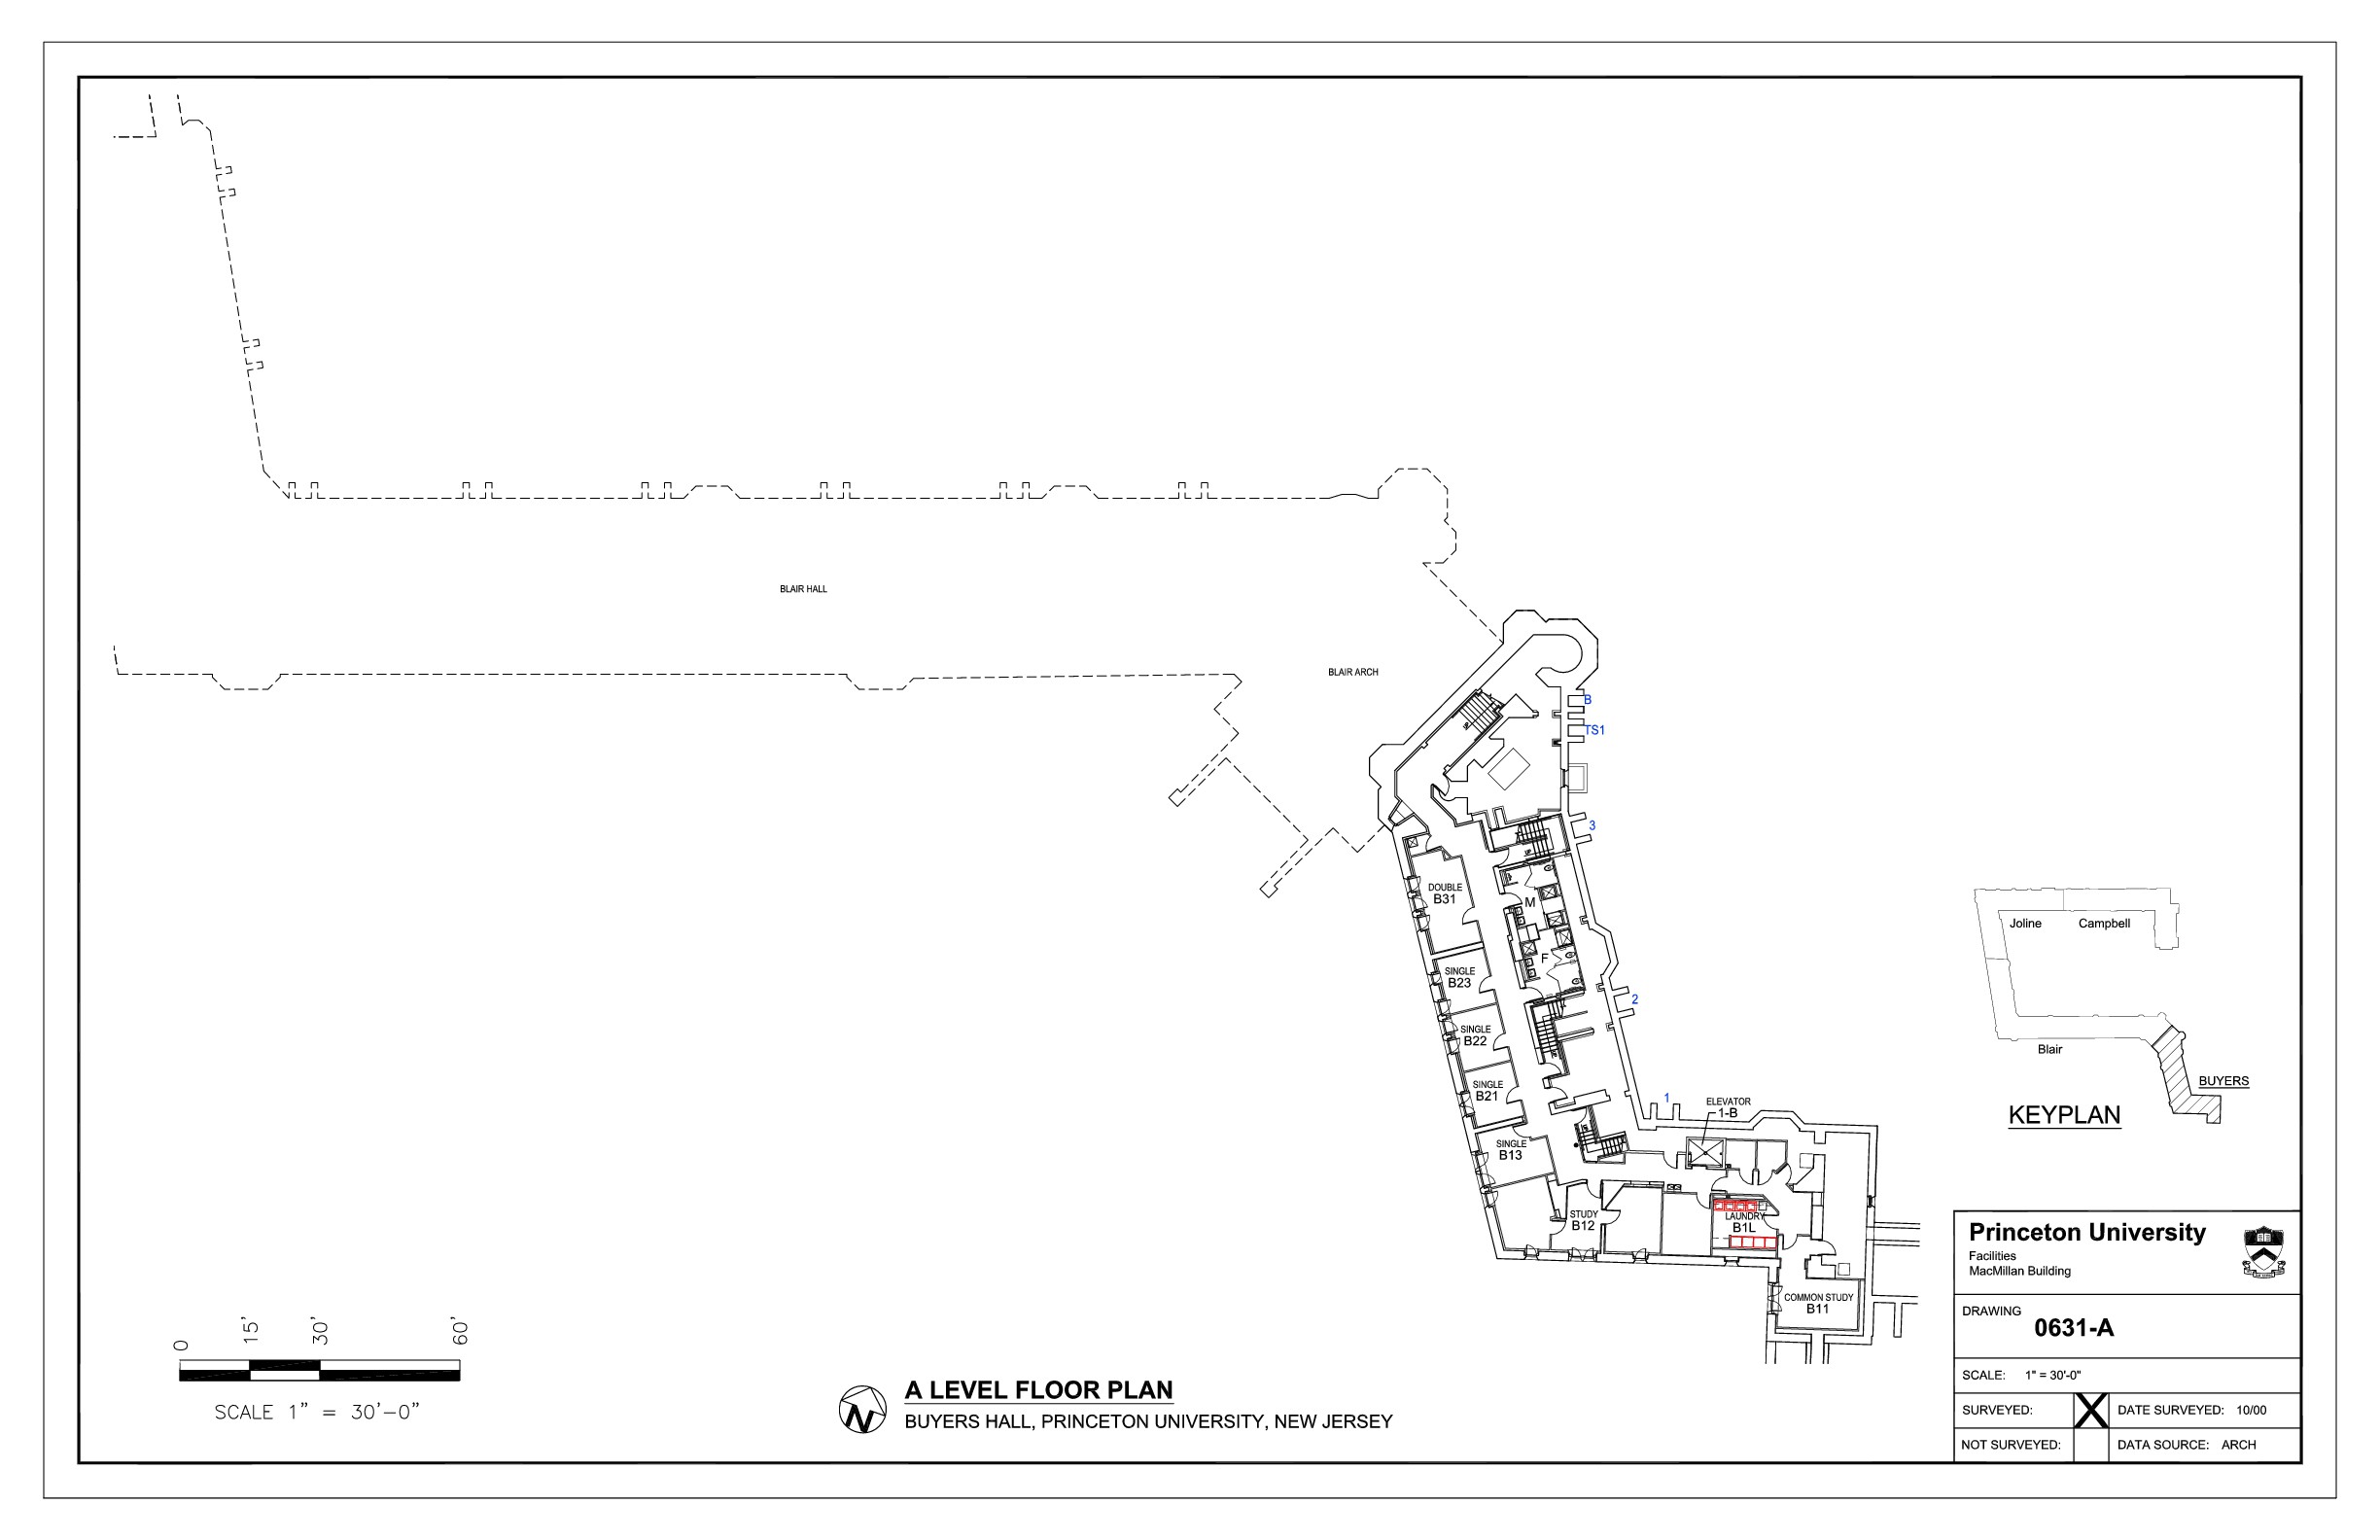 BLAIR HALL
BLAIR ARCH
B
TS1
3
DOUBLE
B31
M
F
SINGLE
B23
SINGLE
B22
SINGLE
B21
SINGLE
B13
2
1
ELEVATOR
1-B
STUDY
B12
LAUNDRY
B1L
COMMON STUDY
B11
UP
UP
Joline
Campbell
Blair
BUYERS
KEYPLAN
Princeton University
Facilities
MacMillan Building
DRAWING
0631-A
SCALE: 1" = 30'-0"
SURVEYED: X DATE SURVEYED: 10/00
NOT SURVEYED: DATA SOURCE: ARCH
0 15' 30' 60'
SCALE 1" = 30'-0"
N
A LEVEL FLOOR PLAN
BUYERS HALL, PRINCETON UNIVERSITY, NEW JERSEY